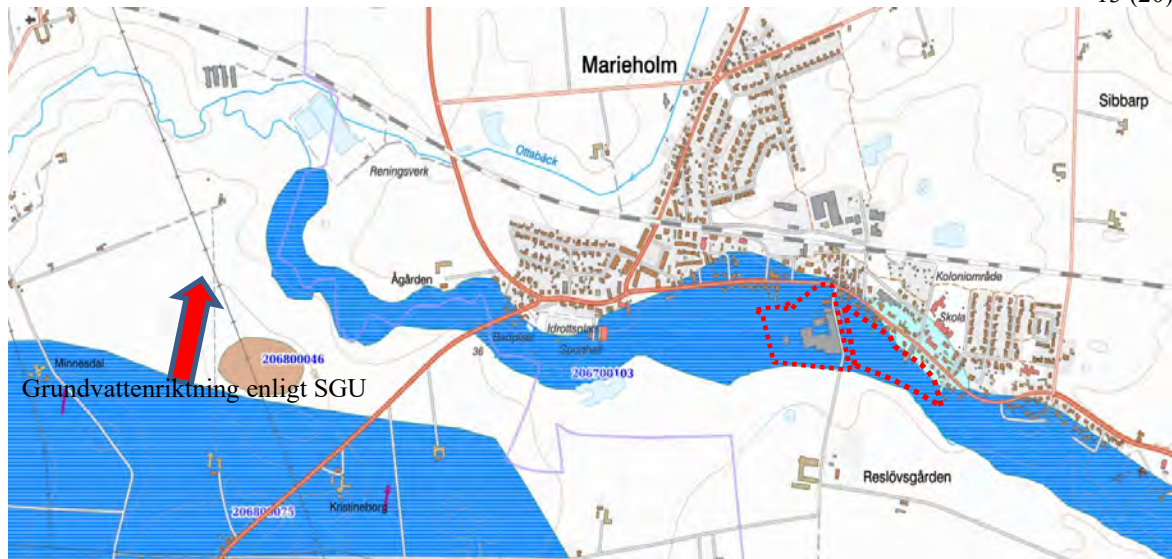 Marieholm
Sibbarp
Ottabäck
Reningsverk
Ågården
Koloniområde
Skola
Idrottsplats
Badplats
Sporthall
36
Minnesdal
206800046
206700103
Grundvattenriktning enligt SGU
Reslövsgården
Kristineborg
206800075